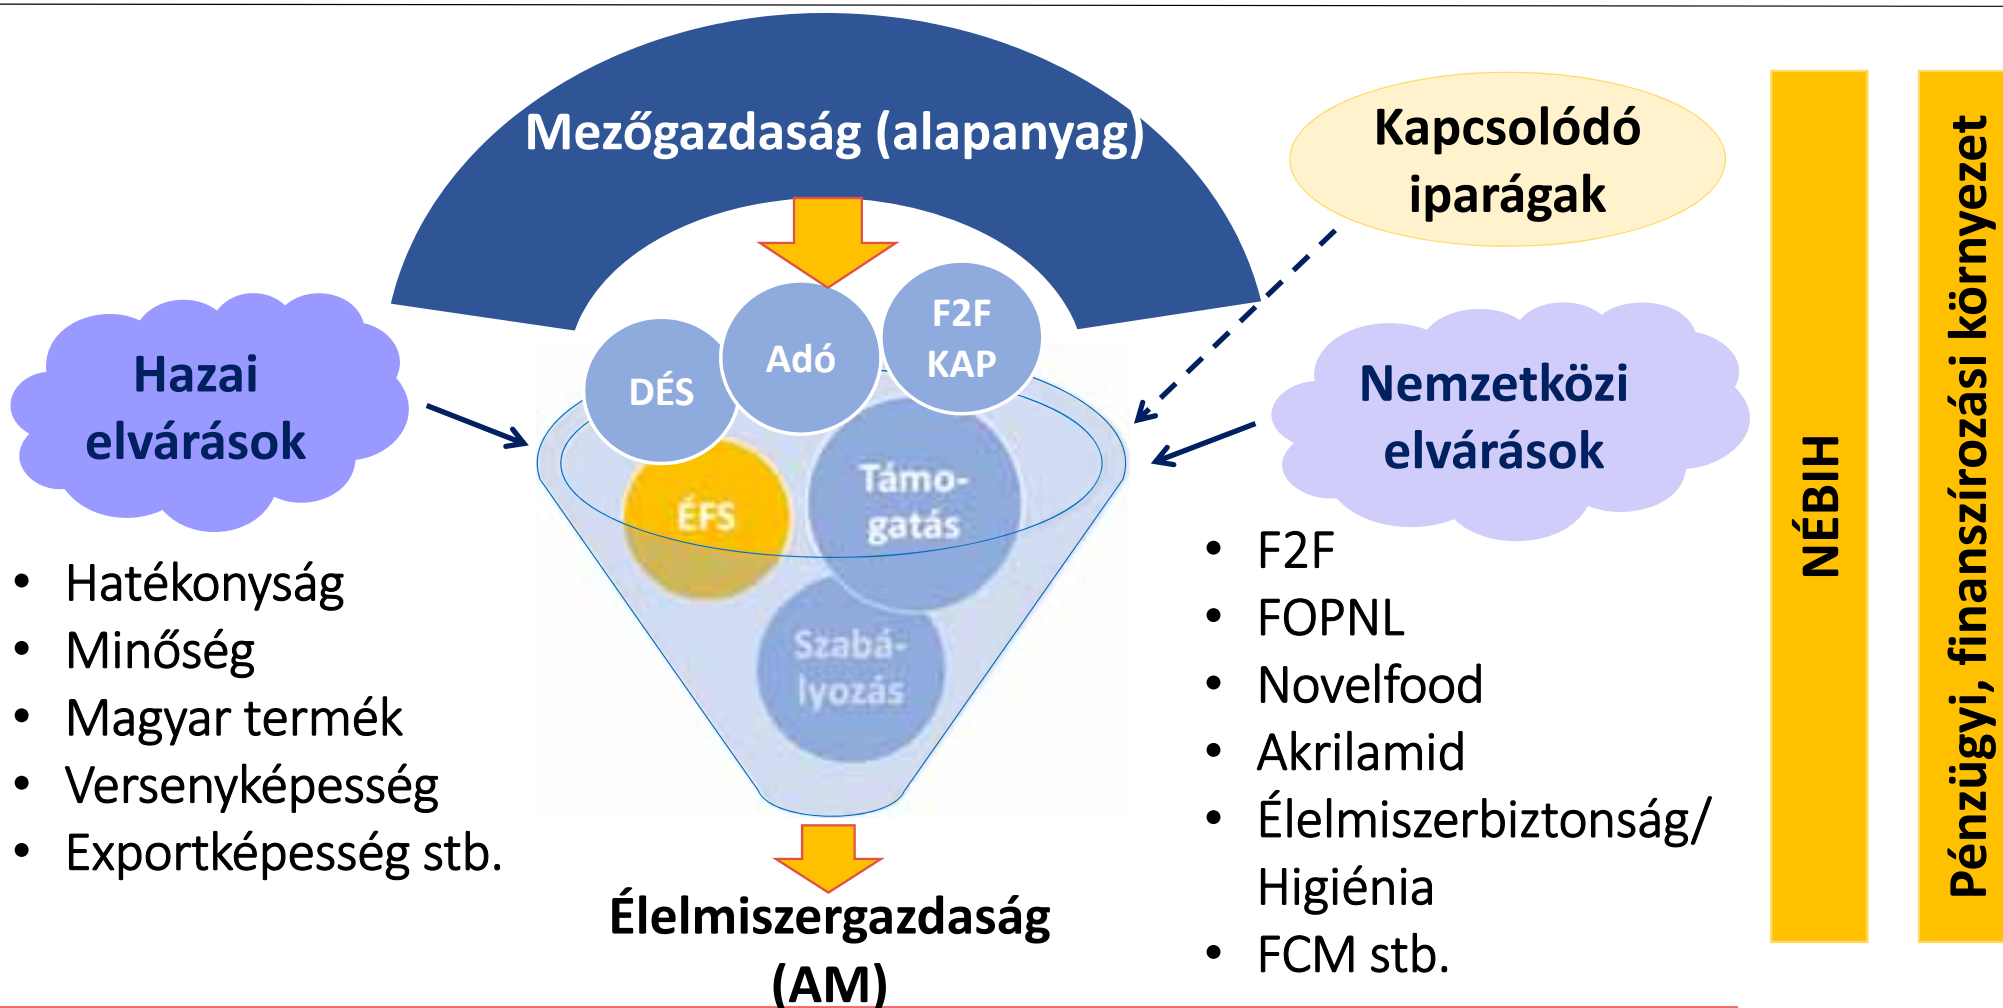 Mezőgazdaság (alapanyag)
Kapcsolódó
iparágak
F2F
KAP
Adó
DÉS
Hazai
elvárások
Nemzetközi
elvárások
ÉFS
Támo-
gatás
Szabá-
lyozás
• Hatékonyság
• Minőség
• Magyar termék
• Versenyképesség
• Exportképesség stb.
• F2F
• FOPNL
• Novelfood
• Akrilamid
• Élelmiszerbiztonság/
Higiénia
• FCM stb.
Élelmiszergazdaság
(AM)
NÉBIH
Pénzügyi, finanszírozási környezet